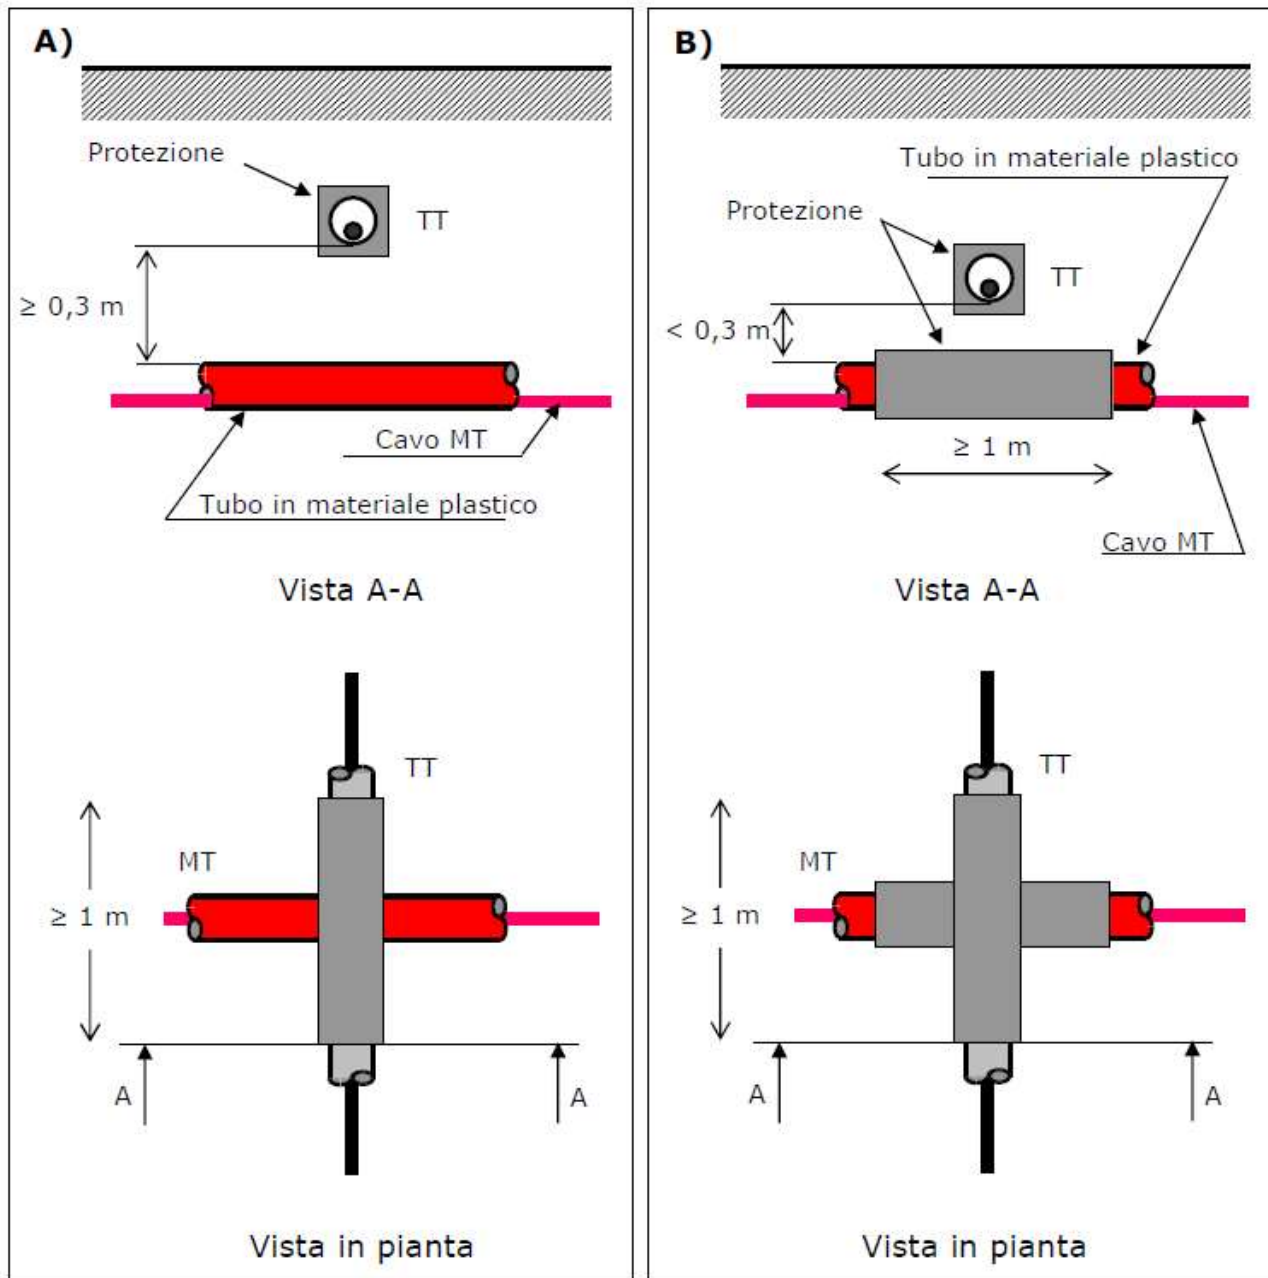 A)
Protezione
TT
≥ 0,3 m
Cavo MT
Tubo in materiale plastico
Vista A-A
TT
MT
≥ 1 m
A
A
Vista in pianta
B)
Tubo in materiale plastico
Protezione
TT
< 0,3 m
≥ 1 m
Cavo MT
Vista A-A
TT
MT
≥ 1 m
A
A
Vista in pianta